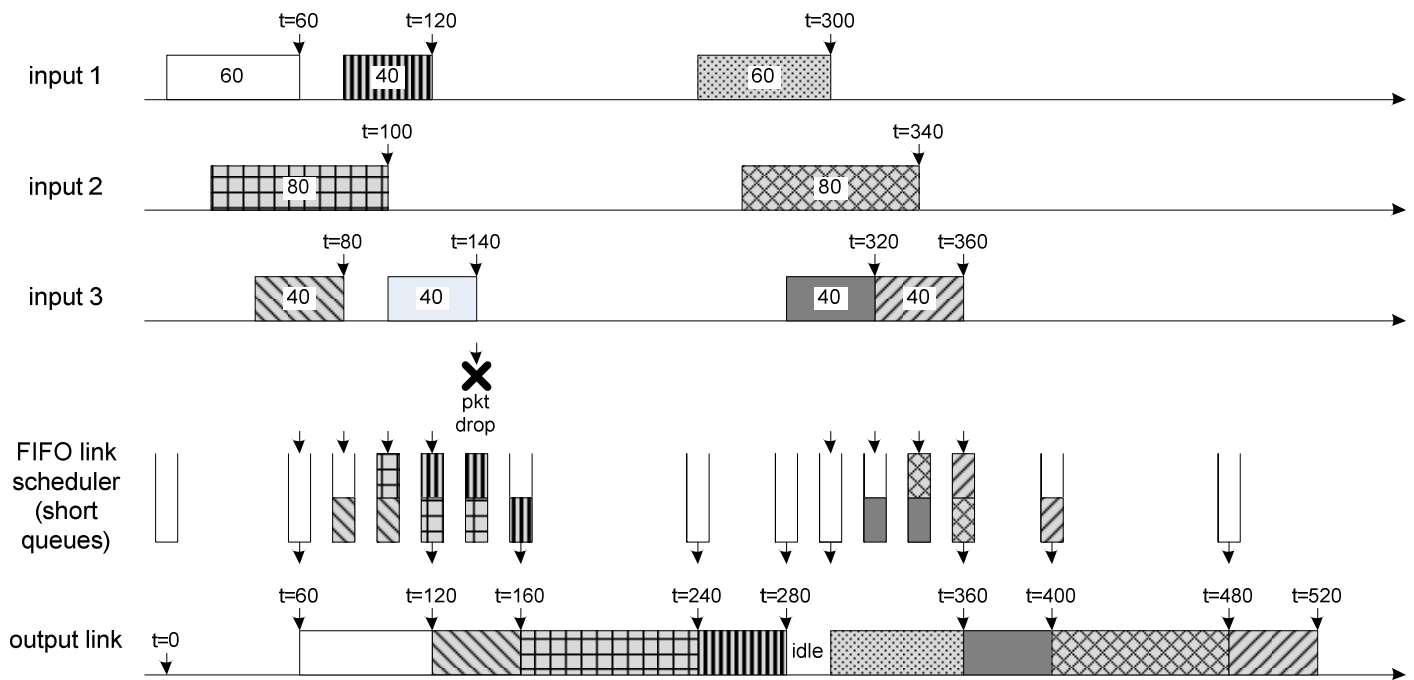 t=60 t=120 t=300
input 1 60 40 60
t=100 t=340
input 2 80 80
t=80 t=140 t=320 t=360
input 3 40 40 40 40
pkt
drop
FIFO link
scheduler
(short
queues)
t=60 t=120 t=160 t=240 t=280 t=360 t=400 t=480 t=520
output link t=0 idle